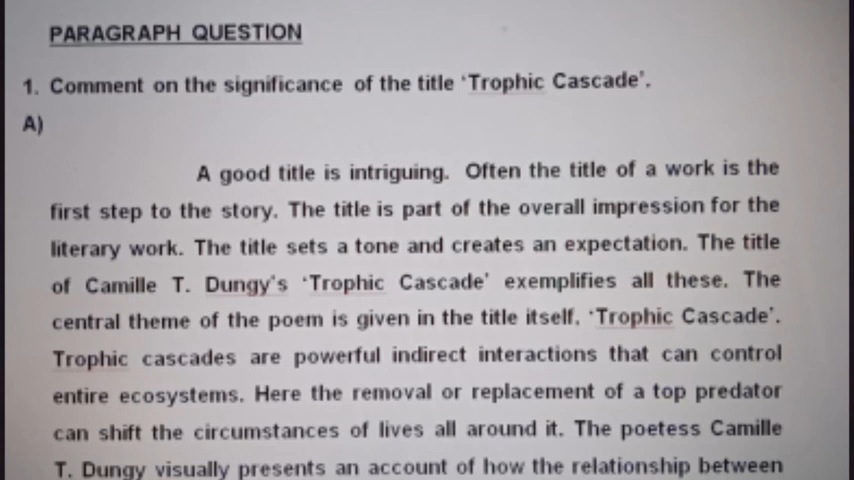 PARAGRAPH QUESTION
1. Comment on the significance of the title 'Trophic Cascade'.
A)
A good title is intriguing. Often the title of a work is the
first step to the story. The title is part of the overall impression for the
literary work. The title sets a tone and creates an expectation. The title
of Camille T. Dungy's 'Trophic Cascade' exemplifies all these. The
central theme of the poem is given in the title itself, 'Trophic Cascade'.
Trophic cascades are powerful indirect interactions that can control
entire ecosystems. Here the removal or replacement of a top predator
can shift the circumstances of lives all around it. The poetess Camille
T. Dungy visually presents an account of how the relationship between